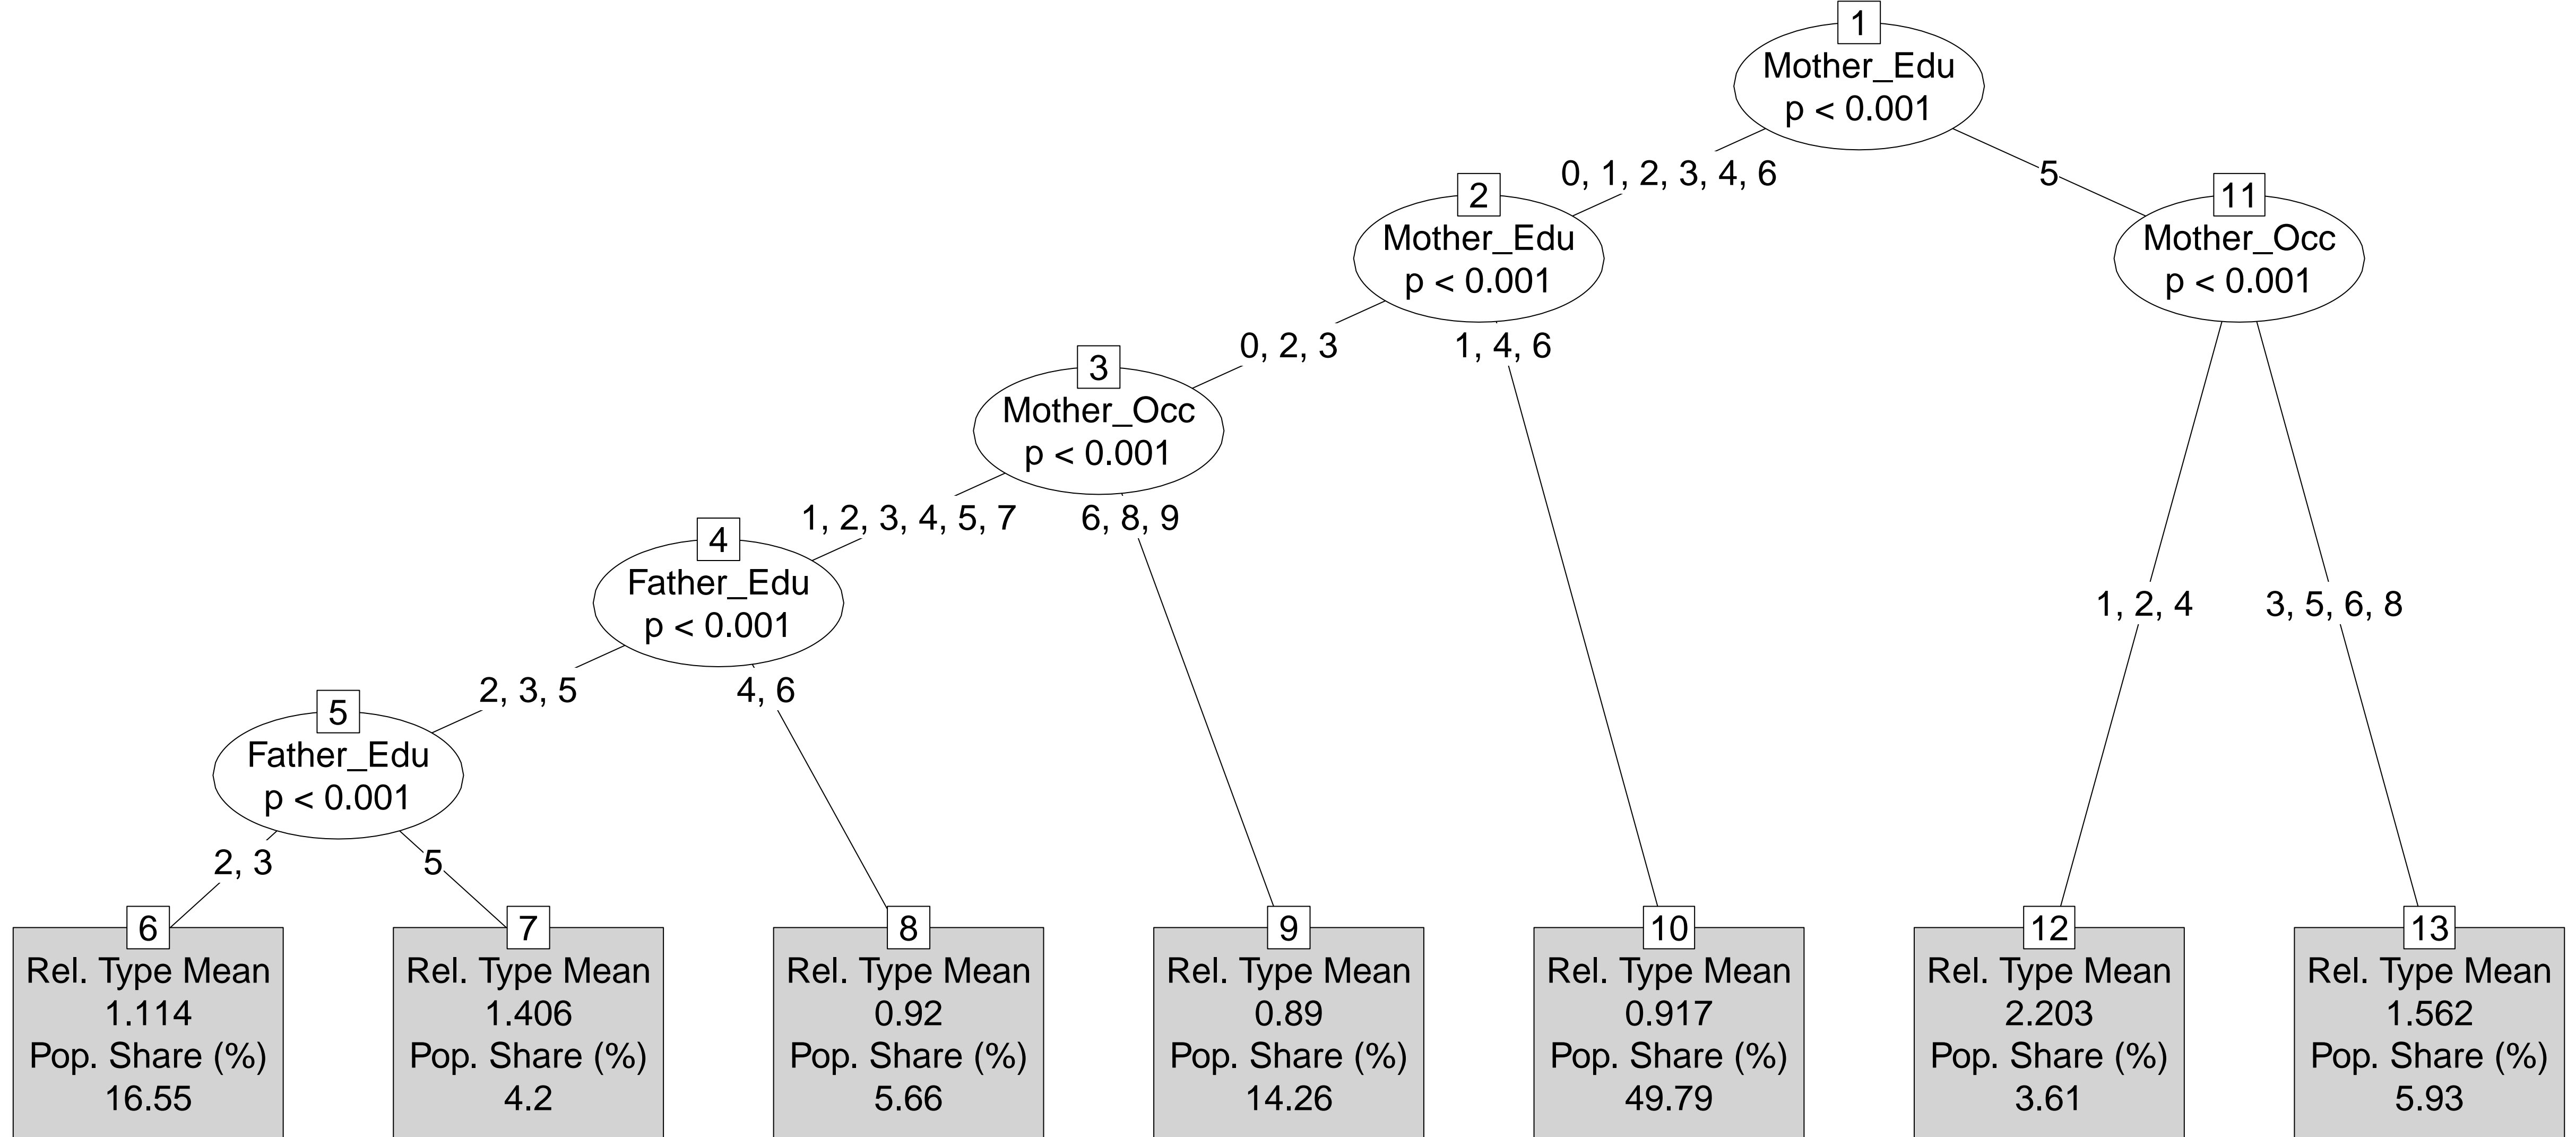 1
Mother_Edu
p < 0.001
0, 1, 2, 3, 4, 6
5
2
Mother_Edu
p < 0.001
11
Mother_Occ
p < 0.001
0, 2, 3
1, 4, 6
3
Mother_Occ
p < 0.001
1, 2, 3, 4, 5, 7
6, 8, 9
4
Father_Edu
p < 0.001
1, 2, 4
3, 5, 6, 8
2, 3, 5
4, 6
5
Father_Edu
p < 0.001
2, 3
5
6
Rel. Type Mean
1.114
Pop. Share (%)
16.55
7
Rel. Type Mean
1.406
Pop. Share (%)
4.2
8
Rel. Type Mean
0.92
Pop. Share (%)
5.66
9
Rel. Type Mean
0.89
Pop. Share (%)
14.26
10
Rel. Type Mean
0.917
Pop. Share (%)
49.79
12
Rel. Type Mean
2.203
Pop. Share (%)
3.61
13
Rel. Type Mean
1.562
Pop. Share (%)
5.93